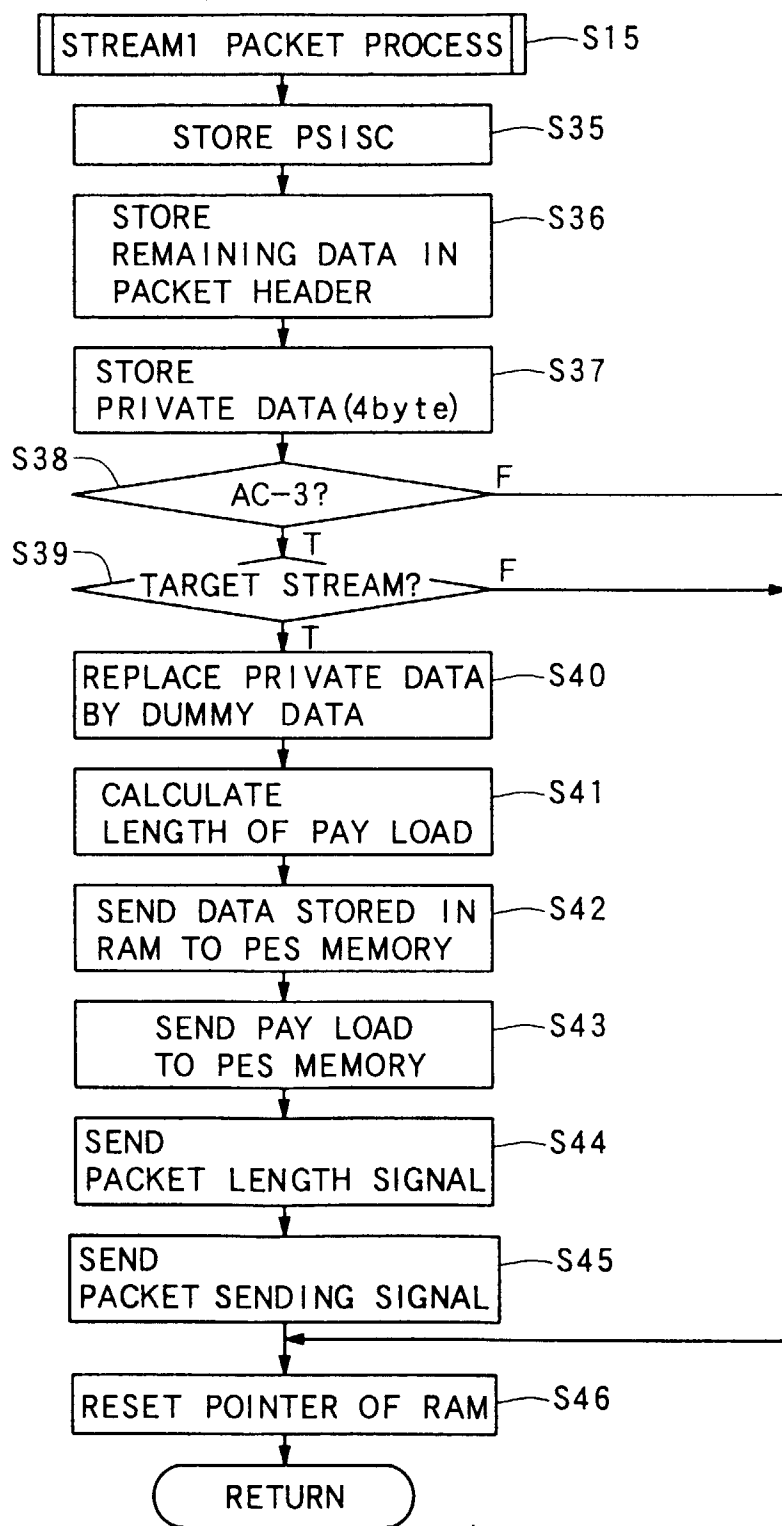 STREAM1 PACKET PROCESS S15
STORE PSISC S35
STORE S36
REMAINING DATA IN
PACKET HEADER
STORE S37
PRIVATE DATA(4byte)
S38
AC-3? F
T
S39
TARGET STREAM? F
T
REPLACE PRIVATE DATA S40
BY DUMMY DATA
CALCULATE S41
LENGTH OF PAY LOAD
SEND DATA STORED IN S42
RAM TO PES MEMORY
SEND PAY LOAD S43
TO PES MEMORY
SEND S44
PACKET LENGTH SIGNAL
SEND S45
PACKET SENDING SIGNAL
RESET POINTER OF RAM S46
RETURN